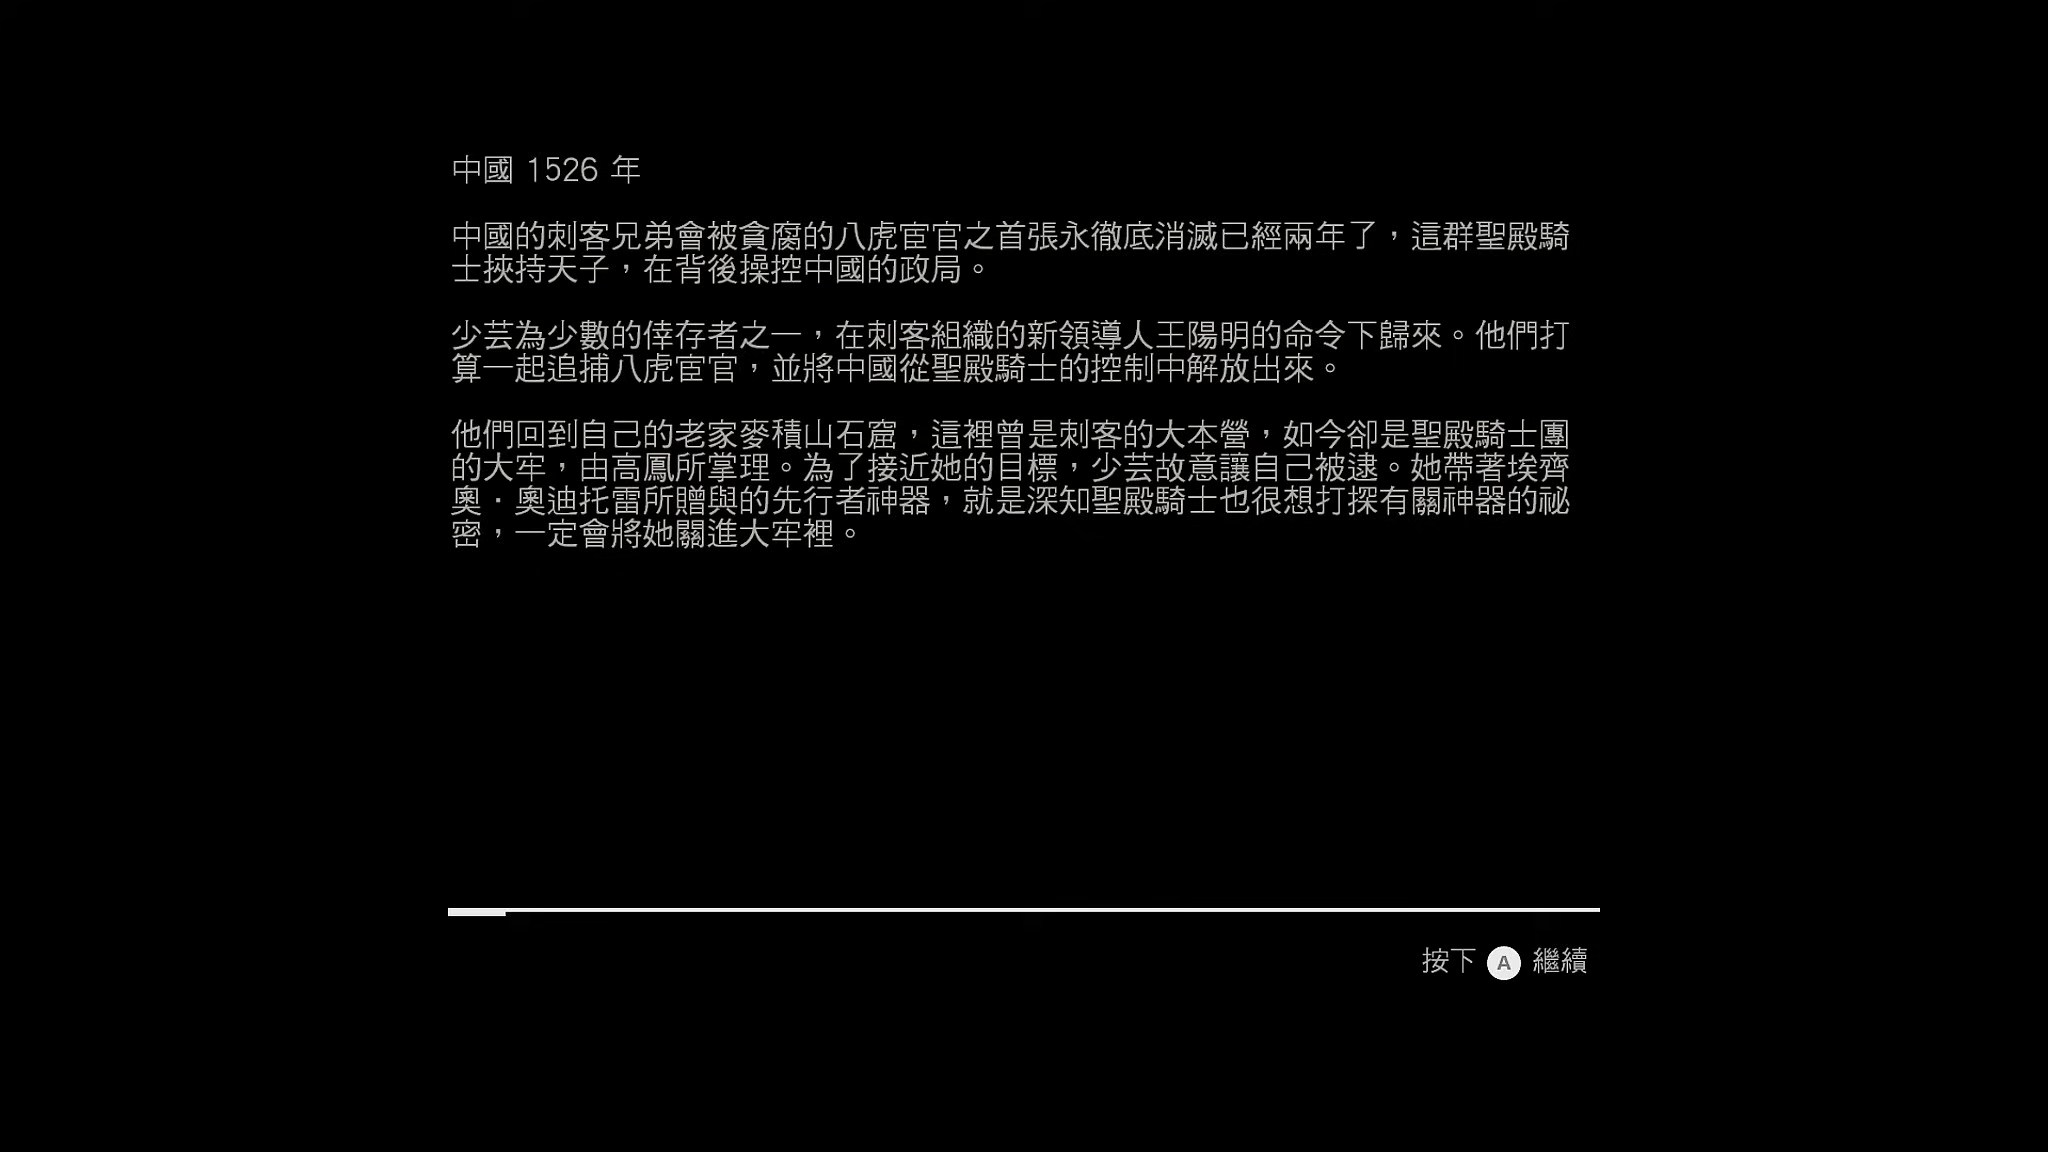 中國 1526 年
中國的刺客兄弟會被貪腐的八虎宦官之首張永徹底消滅已經兩年了，這群聖殿騎
士挾持天子，在背後操控中國的政局。
少芸為少數的倖存者之一，在刺客組織的新領導人王陽明的命令下歸來。他們打
算一起追捕八虎宦官，並將中國從聖殿騎士的控制中解放出來。
他們回到自己的老家麥積山石窟，這裡曾是刺客的大本營，如今卻是聖殿騎士團
的大牢，由高鳳所掌理。為了接近她的目標，少芸故意讓自己被逮。她帶著埃齊
奧．奧迪托雷所贈與的先行者神器，就是深知聖殿騎士也很想打探有關神器的祕
密，一定會將她關進大牢裡。
按下 A 繼續